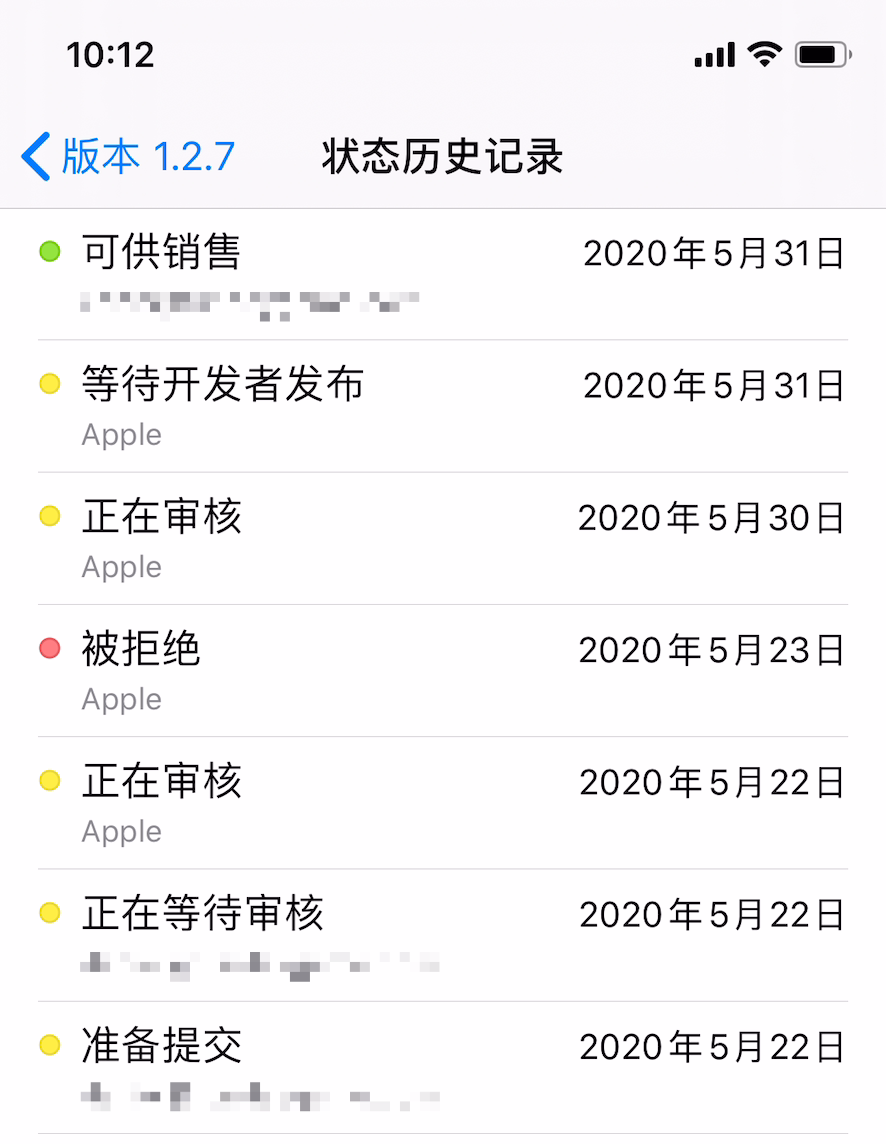 10:12
版本 1.2.7 状态历史记录
可供销售 2020年5月31日
等待开发者发布 2020年5月31日
Apple
正在审核 2020年5月30日
Apple
被拒绝 2020年5月23日
Apple
正在审核 2020年5月22日
Apple
正在等待审核 2020年5月22日
准备提交 2020年5月22日